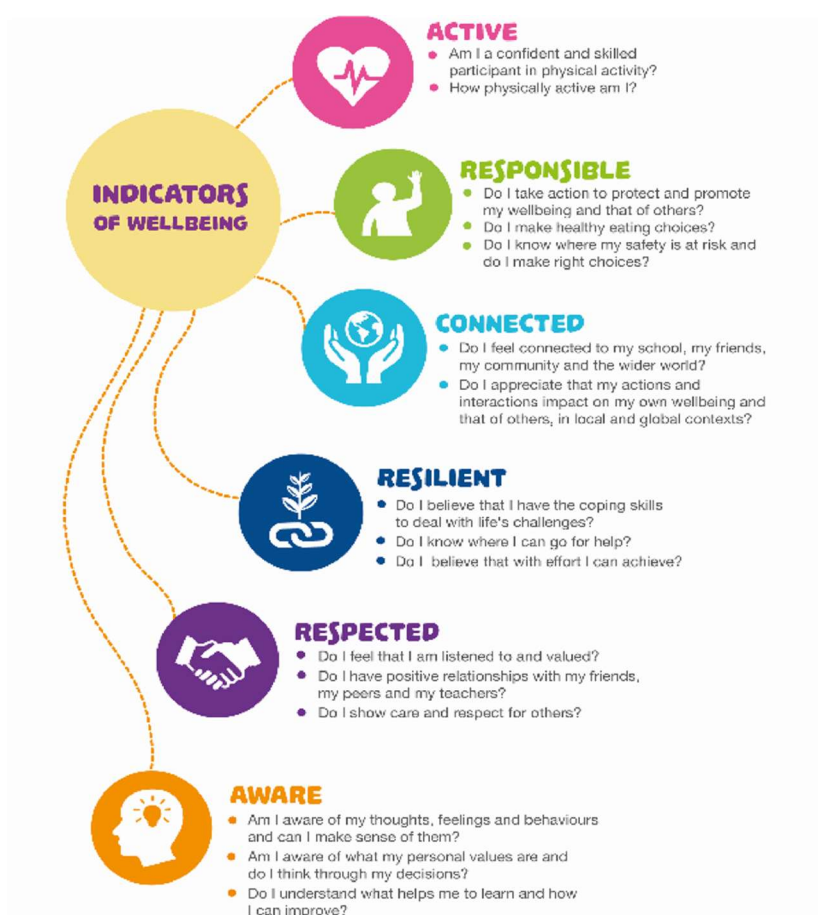 INDICATORS
OF WELLBEING
ACTIVE
Am I a confident and skilled
participant in physical activity?
How physically active am I?
RESPONSIBLE
Do I take action to protect and promote
my wellbeing and that of others?
Do I make healthy eating choices?
Do I know where my safety is at risk and
do I make right choices?
CONNECTED
Do I feel connected to my school, my friends,
my community and the wider world?
Do I appreciate that my actions and
interactions impact on my own wellbeing and
that of others, in local and global contexts?
RESILIENT
Do I believe that I have the coping skills
to deal with life's challenges?
Do I know where I can go for help?
Do I believe that with effort I can achieve?
RESPECTED
Do I feel that I am listened to and valued?
Do I have positive relationships with my friends,
my peers and my teachers?
Do I show care and respect for others?
AWARE
Am I aware of my thoughts, feelings and behaviours
and can I make sense of them?
Am I aware of what my personal values are and
do I think through my decisions?
Do I understand what helps me to learn and how
I can improve?